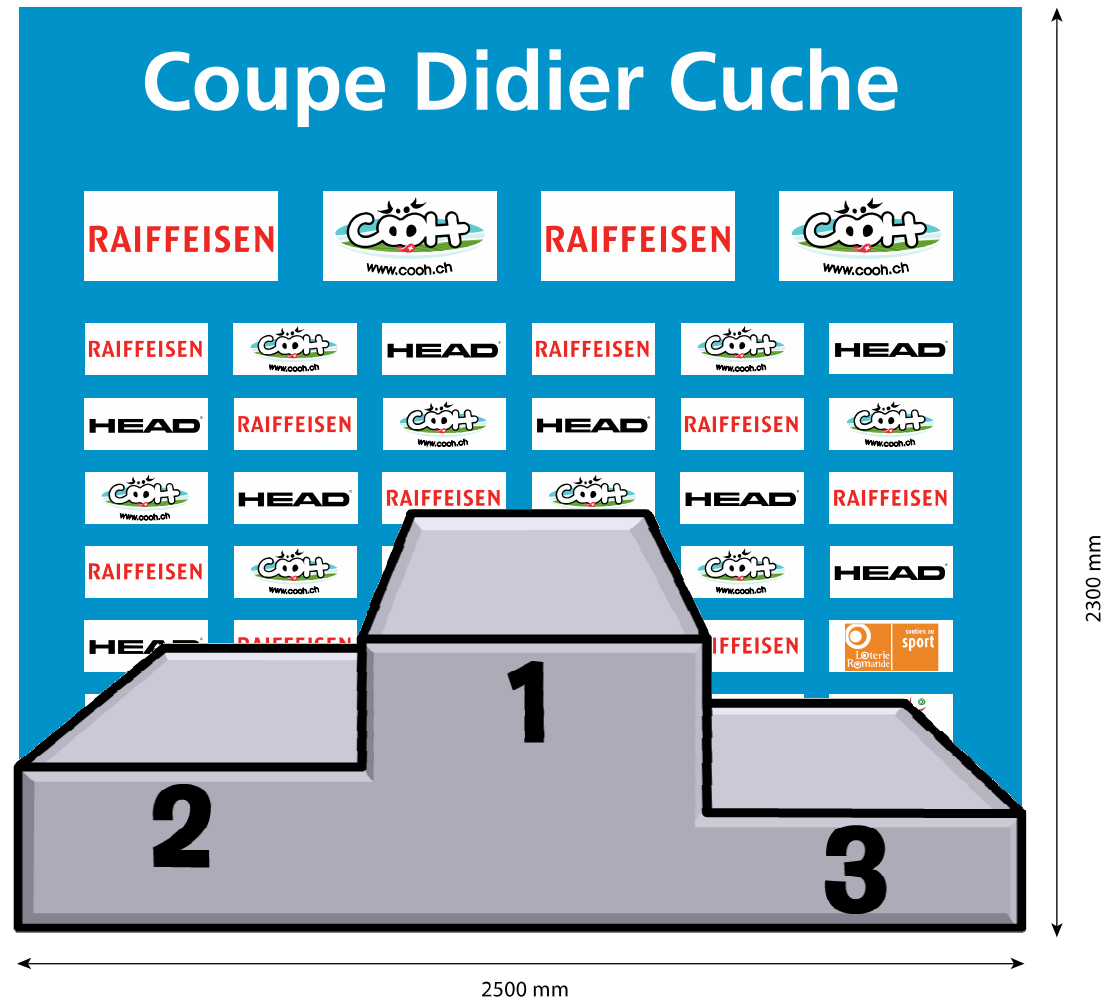 Coupe Didier Cuche
RAIFFEISEN COOH RAIFFEISEN COOH
www.cooh.ch www.cooh.ch
RAIFFEISEN COOH HEAD RAIFFEISEN COOH HEAD
www.cooh.ch www.cooh.ch
HEAD RAIFFEISEN COOH HEAD RAIFFEISEN COOH
www.cooh.ch www.cooh.ch
COOH HEAD RAIFFEISEN COOH HEAD RAIFFEISEN
www.cooh.ch
RAIFFEISEN COOH COOH HEAD
www.cooh.ch www.cooh.ch
HEAD RAIFFEISEN IFFEISEN
soutien au
sport
Loterie
Romande
1
2
3
2300 mm
2500 mm